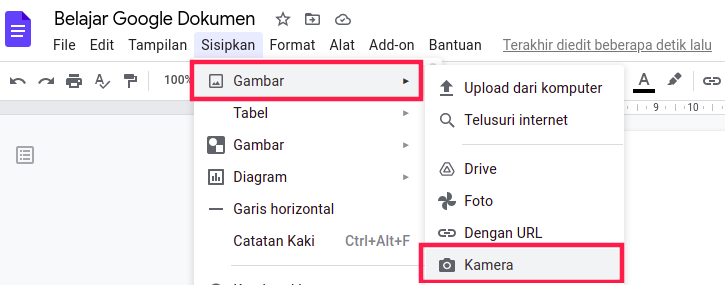 Belajar Google Dokumen
File Edit Tampilan Sisipkan Format Alat Add-on Bantuan Terakhir diedit beberapa detik lalu
100%
A
9 10
Gambar
Tabel
Gambar
Diagram
Garis horizontal
Catatan Kaki Ctrl+Alt+F
Upload dari komputer
Telusuri internet
Drive
Foto
Dengan URL
Kamera